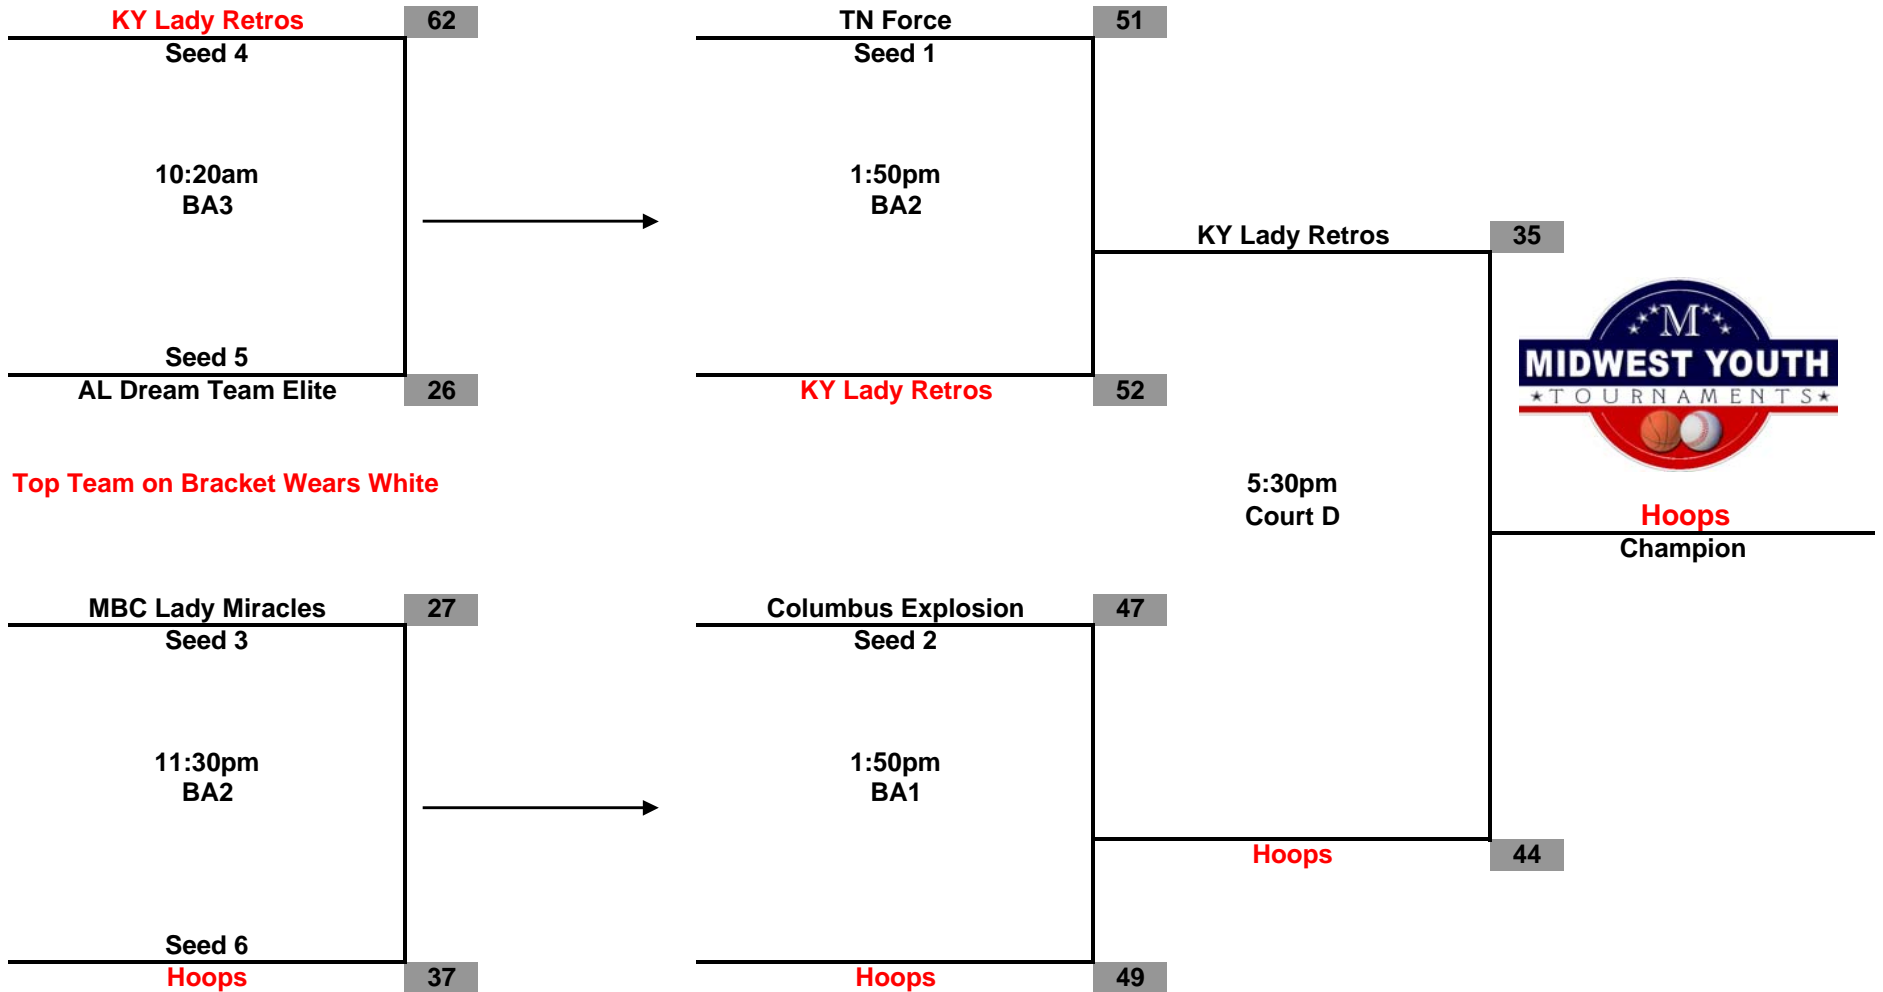 KY Lady Retros 62
Seed 4
10:20am
BA3
Seed 5
AL Dream Team Elite 26
TN Force 51
Seed 1
1:50pm
BA2
KY Lady Retros 52
KY Lady Retros 35
M
MIDWEST YOUTH
TOURNAMENTS
Top Team on Bracket Wears White
5:30pm
Court D
Hoops
Champion
MBC Lady Miracles 27
Seed 3
11:30pm
BA2
Seed 6
Hoops 37
Columbus Explosion 47
Seed 2
1:50pm
BA1
Hoops 49
Hoops 44